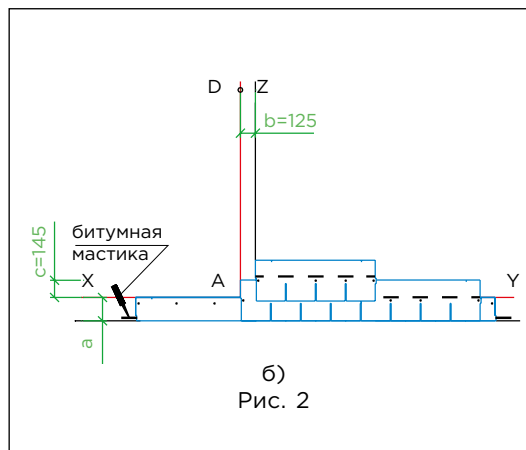 D Z
b=125
битумная
мастика
c=145
X A Y
a
б)
Рис. 2